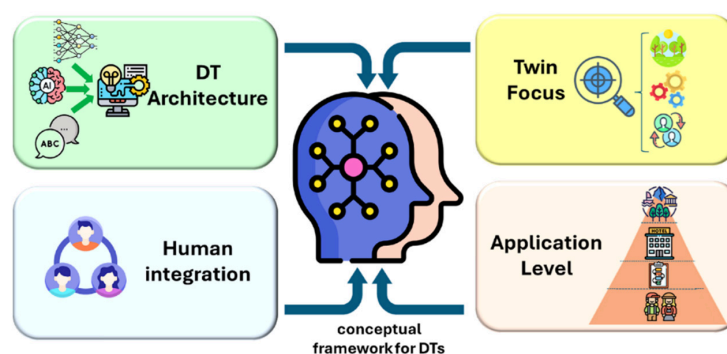 DT
Architecture
AI
ABC
Twin
Focus
Human
integration
Application
Level
HOTEL
conceptual
framework for DTs